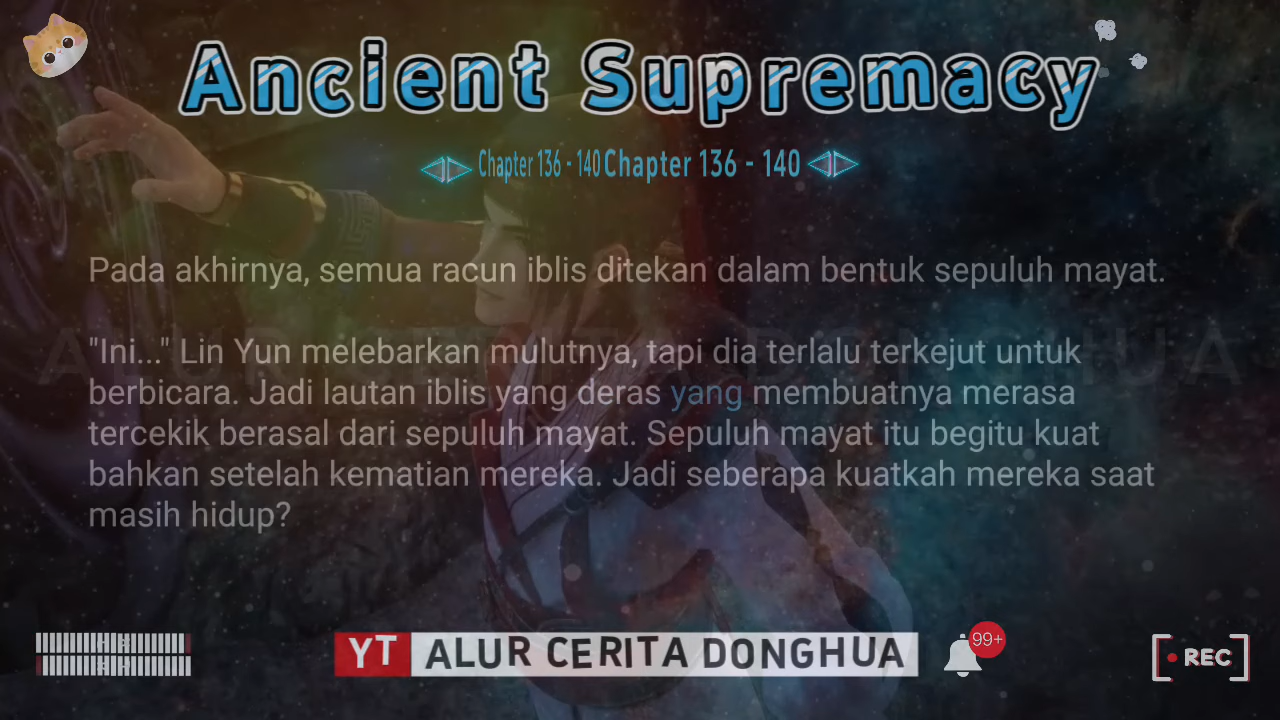 Ancient Supremacy
Chapter 136 - 140 Chapter 136 - 140
Pada akhirnya, semua racun iblis ditekan dalam bentuk sepuluh mayat.
"Ini..." Lin Yun melebarkan mulutnya, tapi dia terlalu terkejut untuk
berbicara. Jadi lautan iblis yang deras yang membuatnya merasa
tercekik berasal dari sepuluh mayat. Sepuluh mayat itu begitu kuat
bahkan setelah kematian mereka. Jadi seberapa kuatkah mereka saat
masih hidup?
ALUR CERITA DONGHUA
YT ALUR CERITA DONGHUA
99+
REC